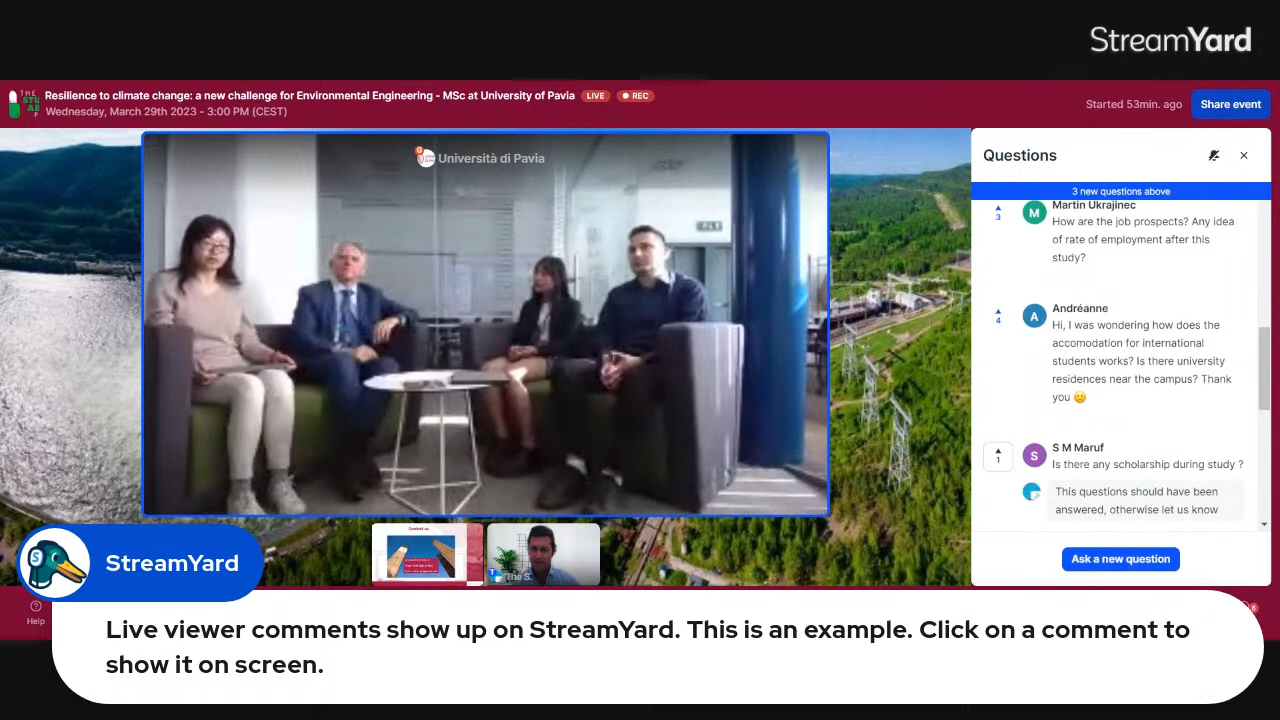 StreamYard
THE
STU
Resilience to climate change: a new challenge for Environmental Engineering - MSc at University of Pavia LIVE REC
Wednesday, March 29th 2023 - 3:00 PM (CEST)
Started 53min. ago
Share event
Università di Pavia
Questions
3 new questions above
3
M
Martin Ukrajinec
How are the job prospects? Any idea
of rate of employment after this
study?
4
A
Andréanne
Hi, I was wondering how does the
accomodation for international
students works? Is there university
residences near the campus? Thank
you 🙂
1
S
S M Maruf
Is there any scholarship during study ?
This questions should have been
answered, otherwise let us know
Ask a new question
The S.
S
StreamYard
Help
Live viewer comments show up on StreamYard. This is an example. Click on a comment to
show it on screen.